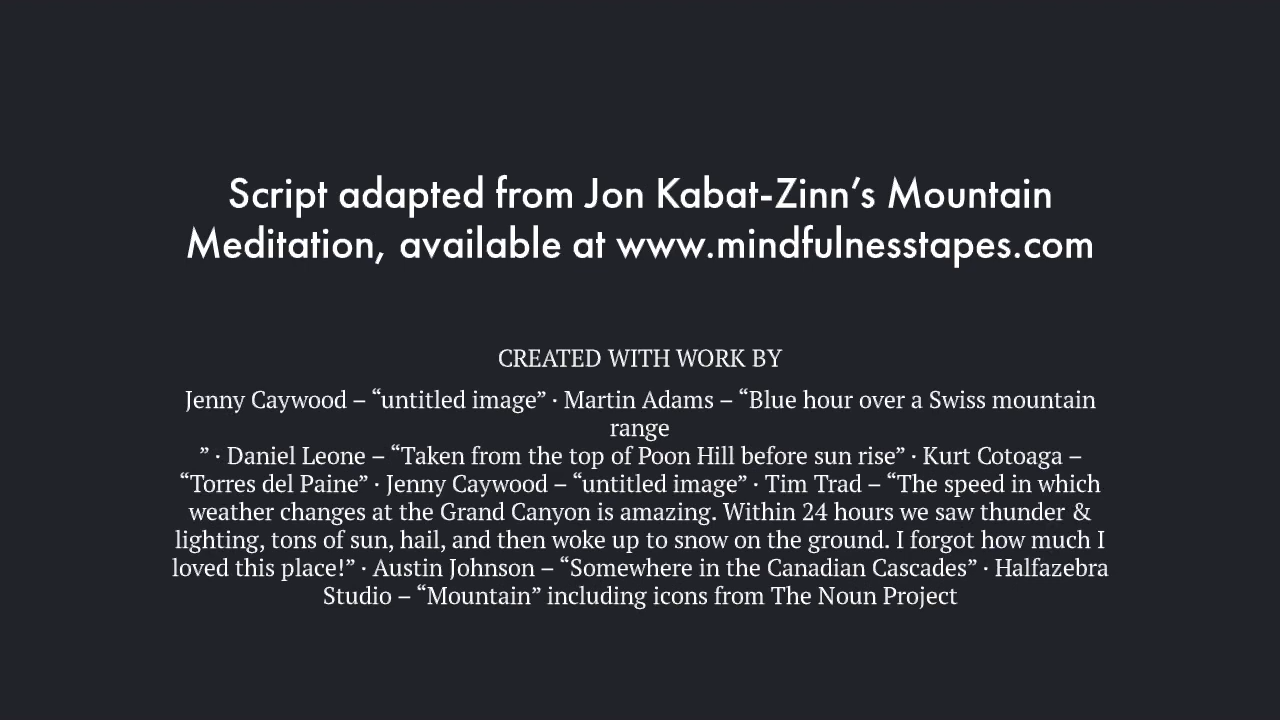 Script adapted from Jon Kabat-Zinn’s Mountain
Meditation, available at www.mindfulnesstapes.com
CREATED WITH WORK BY
Jenny Caywood – “untitled image” · Martin Adams – “Blue hour over a Swiss mountain
range
” · Daniel Leone – “Taken from the top of Poon Hill before sun rise” · Kurt Cotoaga –
“Torres del Paine” · Jenny Caywood – “untitled image” · Tim Trad – “The speed in which
weather changes at the Grand Canyon is amazing. Within 24 hours we saw thunder &
lighting, tons of sun, hail, and then woke up to snow on the ground. I forgot how much I
loved this place!” · Austin Johnson – “Somewhere in the Canadian Cascades” · Halfazebra
Studio – “Mountain” including icons from The Noun Project